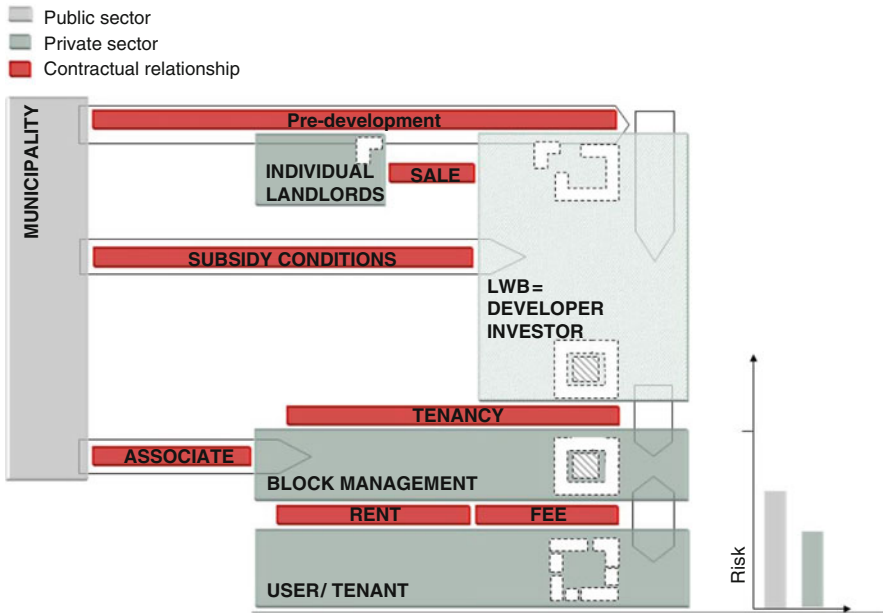 Public sector
Private sector
Contractual relationship
MUNICIPALITY
Pre-development
INDIVIDUAL
LANDLORDS
SALE
SUBSIDY CONDITIONS
LWB=
DEVELOPER
INVESTOR
TENANCY
ASSOCIATE
BLOCK MANAGEMENT
RENT
FEE
USER/ TENANT
Risk